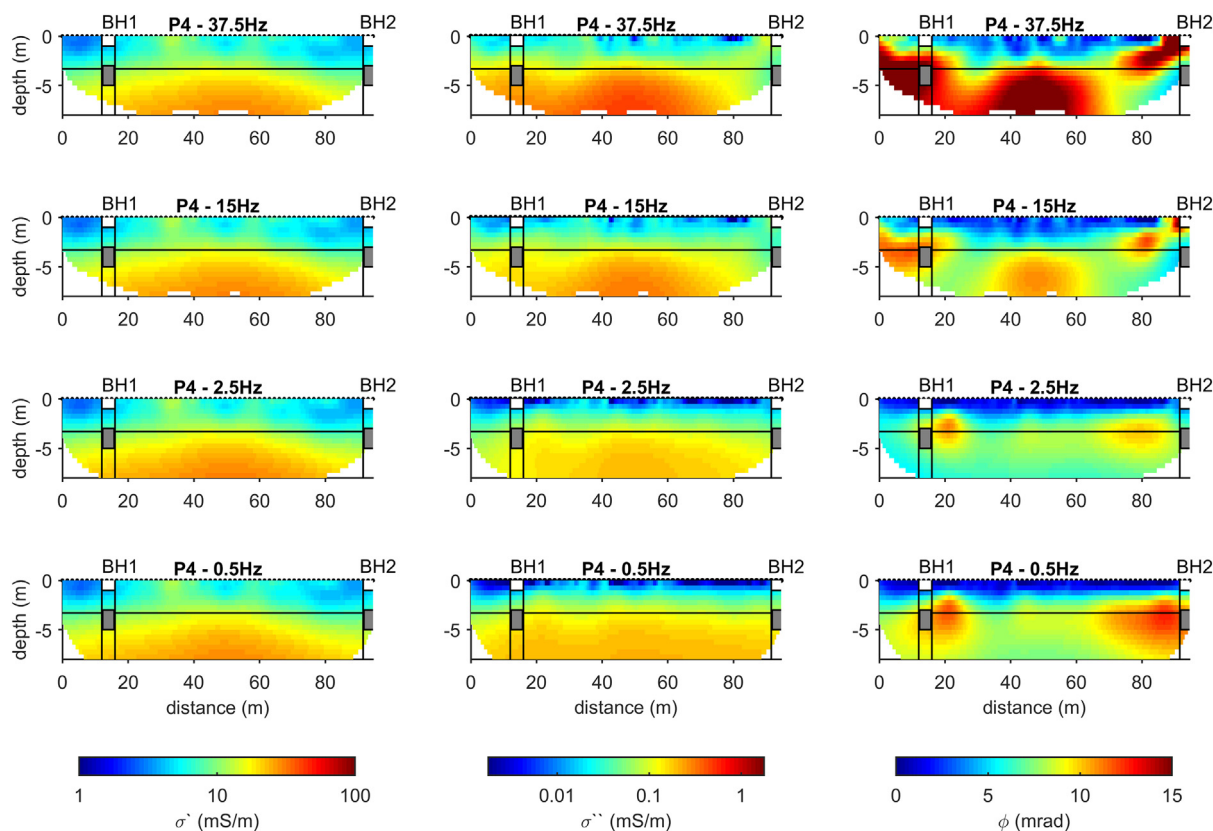 BH1 P4 - 37.5Hz BH2
P4 - 37.5Hz
BH1 P4 - 37.5Hz BH2
depth (m)
0
-5
0 20 40 60 80
0 20 40 60 80
0 20 40 60 80
BH1 P4 - 15Hz BH2
BH1 P4 - 15Hz BH2
BH1 P4 - 15Hz BH2
depth (m)
0
-5
0 20 40 60 80
0 20 40 60 80
0 20 40 60 80
BH1 P4 - 2.5Hz BH2
BH1 P4 - 2.5Hz BH2
BH1 P4 - 2.5Hz BH2
depth (m)
0
-5
0 20 40 60 80
0 20 40 60 80
0 20 40 60 80
BH1 P4 - 0.5Hz BH2
BH1 P4 - 0.5Hz BH2
BH1 P4 - 0.5Hz BH2
depth (m)
0
-5
0 20 40 60 80
0 20 40 60 80
0 20 40 60 80
distance (m)
distance (m)
distance (m)
1 10 100
σ` (mS/m)
0.01 0.1 1
σ`` (mS/m)
0 5 10 15
ϕ (mrad)